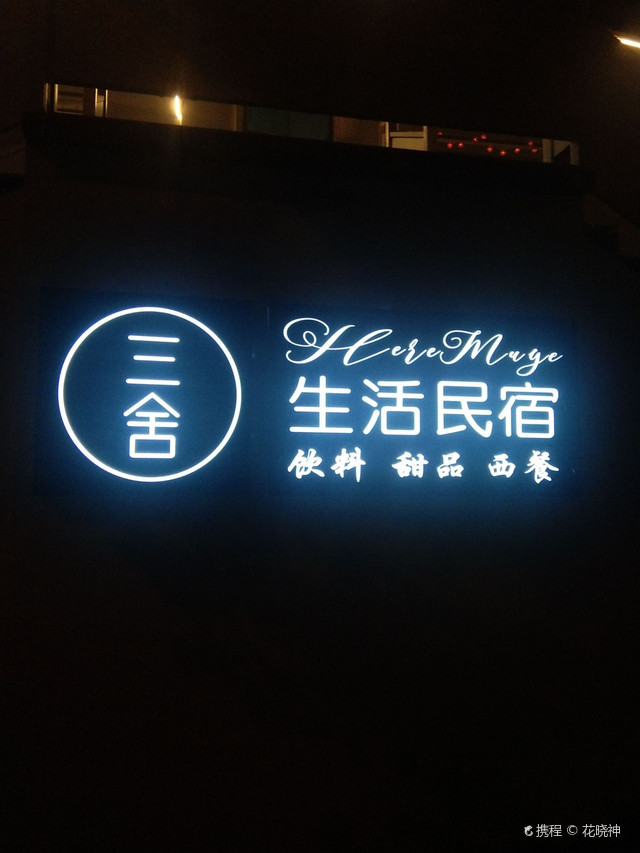 三舍
HereMuge
生活民宿
饮料 甜品 西餐
携程 © 花晓神